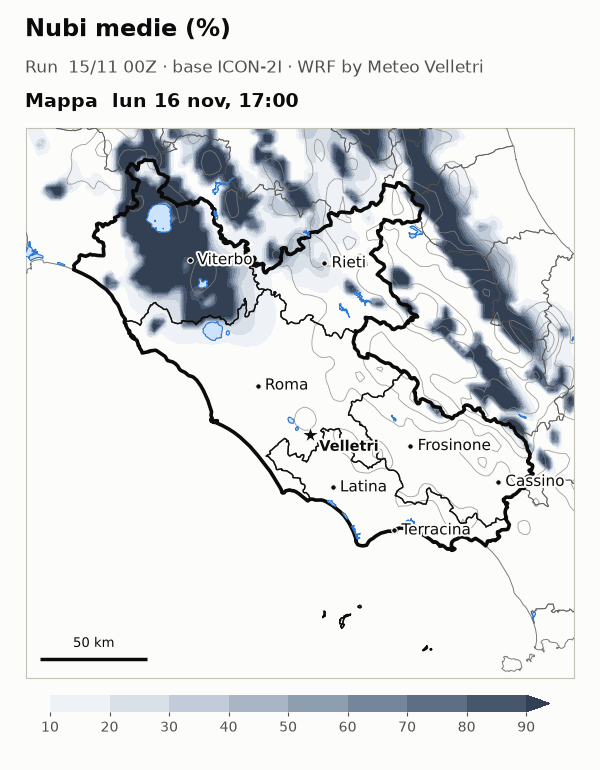 Nubi medie (%)
Run  15/11 00Z · base ICON-2I · WRF by Meteo Velletri
Mappa  lun 16 nov, 17:00
Viterbo
Rieti
Roma
Velletri
Frosinone
Latina
Cassino
Terracina
50 km
10 20 30 40 50 60 70 80 90